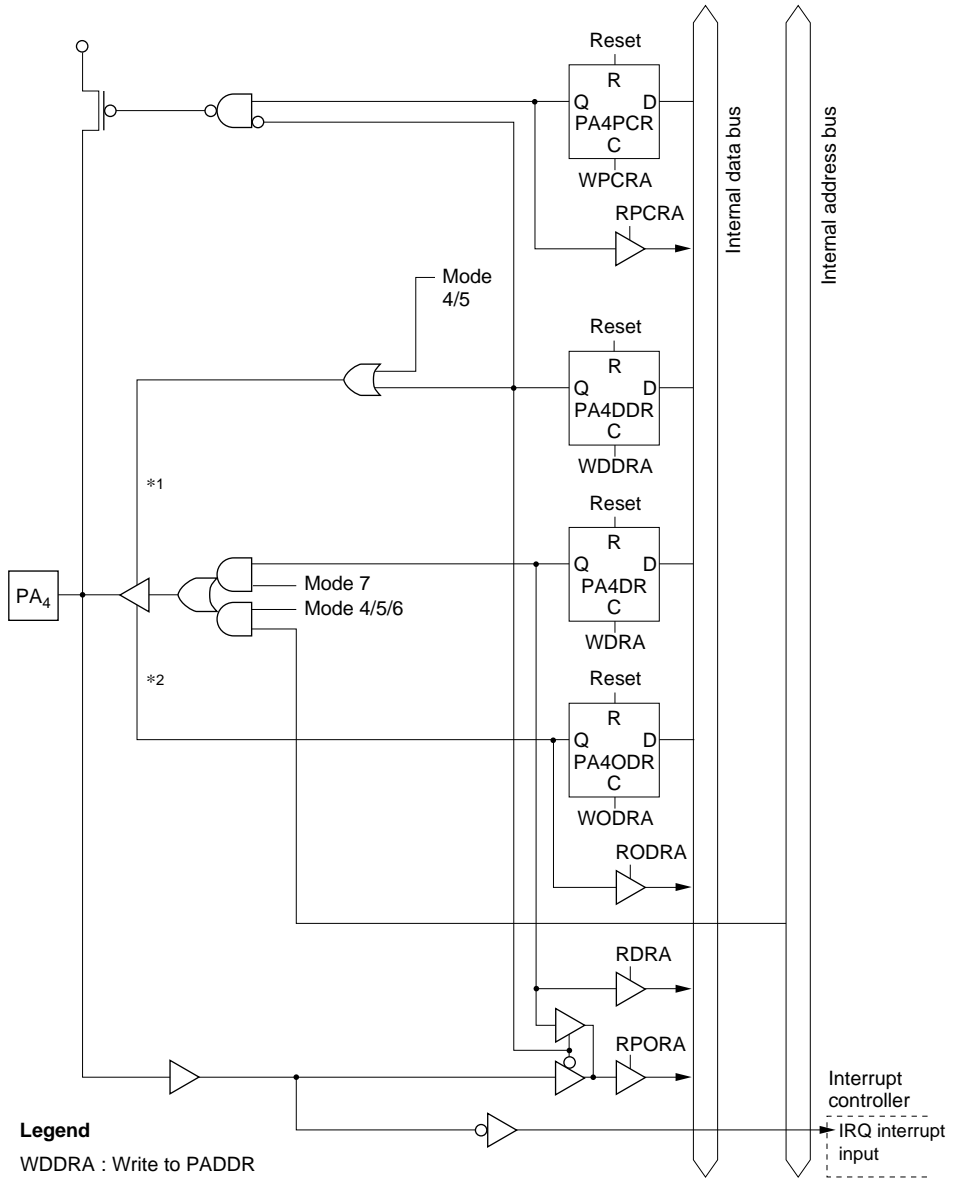 Reset
R
Q D
PA4PCR
C
WPCRA
RPCRA
Internal data bus
Internal address bus
Mode
4/5
Reset
R
Q D
PA4DDR
C
WDDRA
*1
Reset
R
Q D
PA4DR
C
WDRA
Mode 7
Mode 4/5/6
PA4
*2
Reset
R
Q D
PA4ODR
C
WODRA
RODRA
RDRA
RPORA
Interrupt
controller
IRQ interrupt
input
Legend
WDDRA : Write to PADDR